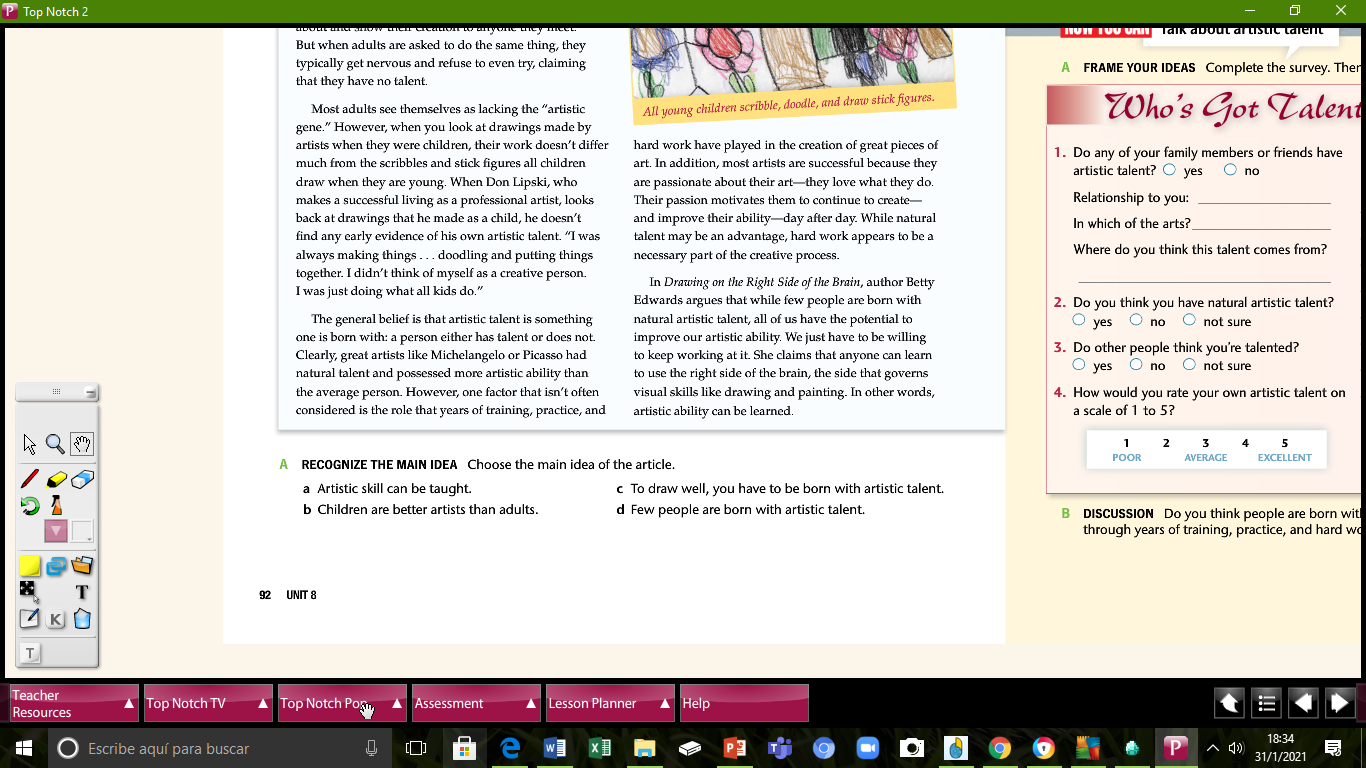 Top Notch 2
about and show their creation to anyone they meet.
But when adults are asked to do the same thing, they
typically get nervous and refuse to even try, claiming
that they have no talent.
Most adults see themselves as lacking the “artistic
gene.” However, when you look at drawings made by
artists when they were children, their work doesn’t differ
much from the scribbles and stick figures all children
draw when they are young. When Don Lipski, who
makes a successful living as a professional artist, looks
back at drawings that he made as a child, he doesn’t
find any early evidence of his own artistic talent. “I was
always making things . . . doodling and putting things
together. I didn’t think of myself as a creative person.
I was just doing what all kids do.”
The general belief is that artistic talent is something
one is born with: a person either has talent or does not.
Clearly, great artists like Michelangelo or Picasso had
natural talent and possessed more artistic ability than
the average person. However, one factor that isn’t often
considered is the role that years of training, practice, and
All young children scribble, doodle, and draw stick figures.
hard work have played in the creation of great pieces of
art. In addition, most artists are successful because they
are passionate about their art—they love what they do.
Their passion motivates them to continue to create—
and improve their ability—day after day. While natural
talent may be an advantage, hard work appears to be a
necessary part of the creative process.
In Drawing on the Right Side of the Brain, author Betty
Edwards argues that while few people are born with
natural artistic talent, all of us have the potential to
improve our artistic ability. We just have to be willing
to keep working at it. She claims that anyone can learn
to use the right side of the brain, the side that governs
visual skills like drawing and painting. In other words,
artistic ability can be learned.
A RECOGNIZE THE MAIN IDEA Choose the main idea of the article.
a Artistic skill can be taught.
b Children are better artists than adults.
c To draw well, you have to be born with artistic talent.
d Few people are born with artistic talent.
92 UNIT 8
NOW YOU CAN Talk about artistic talent
A FRAME YOUR IDEAS Complete the survey. Then
Who’s Got Talent
1. Do any of your family members or friends have
artistic talent? yes no
Relationship to you:
In which of the arts?
Where do you think this talent comes from?
2. Do you think you have natural artistic talent?
yes no not sure
3. Do other people think you’re talented?
yes no not sure
4. How would you rate your own artistic talent on
a scale of 1 to 5?
1 2 3 4 5
POOR AVERAGE EXCELLENT
B DISCUSSION Do you think people are born with
through years of training, practice, and hard
T
K
T
Teacher
Resources
Top Notch TV
Top Notch Pop
Assessment
Lesson Planner
Help
Escribe aquí para buscar
18:34
31/1/2021